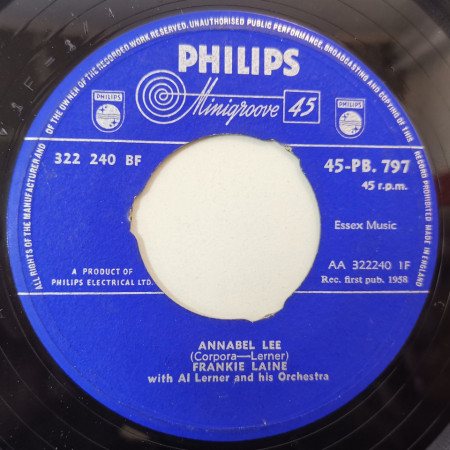 ALL RIGHTS OF THE MANUFACTURER AND OF THE OWNER OF THE RECORDED WORK RESERVED. UNAUTHORISED PUBLIC PERFORMANCE, BROADCASTING AND COPYING OF THIS RECORD PROHIBITED MADE IN ENGLAND
PHILIPS
Minigroove 45
PHILIPS
PHILIPS
322 240 BF
45-PB. 797
45 r.p.m.
Essex Music
A PRODUCT OF
PHILIPS ELECTRICAL LTD.
AA 322240 1F
Rec. first pub. 1958
ANNABEL LEE
(Corpora—Lerner)
FRANKIE LAINE
with Al Lerner and his Orchestra